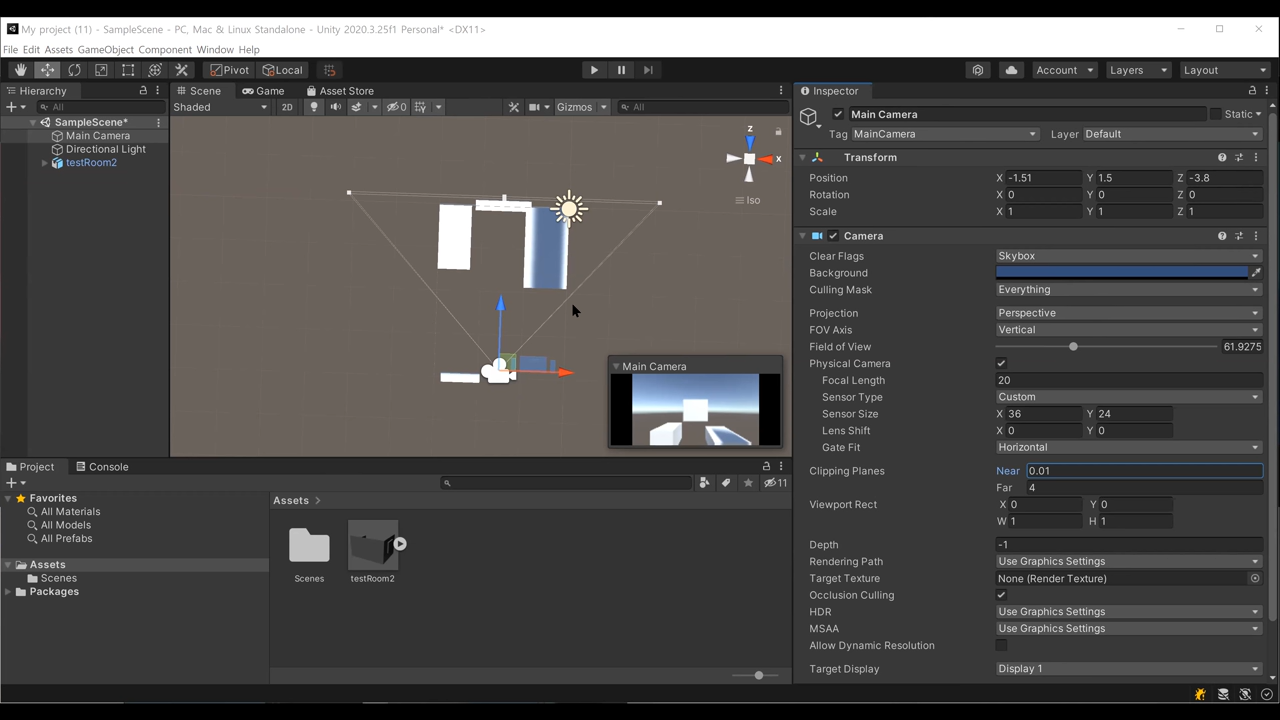 My project (11) - SampleScene - PC, Mac & Linux Standalone - Unity 2020.3.25f1 Personal* <DX11>
File Edit Assets GameObject Component Window Help
Pivot Local Account Layers Layout
Hierarchy
All
SampleScene*
Main Camera
Directional Light
testRoom2
Scene Game Asset Store
Shaded 2D 0 Gizmos All
z
x
Iso
Main Camera
Inspector
Main Camera Static
Tag MainCamera Layer Default
Transform
Position X -1.51 Y 1.5 Z -3.8
Rotation X 0 Y 0 Z 0
Scale X 1 Y 1 Z 1
Camera
Clear Flags Skybox
Background
Culling Mask Everything
Projection Perspective
FOV Axis Vertical
Field of View 61.9275
Physical Camera
Focal Length 20
Sensor Type Custom
Sensor Size X 36 Y 24
Lens Shift X 0 Y 0
Gate Fit Horizontal
Clipping Planes Near 0.01
Far 4
Viewport Rect X 0 Y 0
W 1 H 1
Depth -1
Rendering Path Use Graphics Settings
Target Texture None (Render Texture)
Occlusion Culling
HDR Use Graphics Settings
MSAA Use Graphics Settings
Allow Dynamic Resolution
Target Display Display 1
Project Console
11
Favorites
All Materials
All Models
All Prefabs
Assets
Scenes
Packages
Assets
Scenes testRoom2